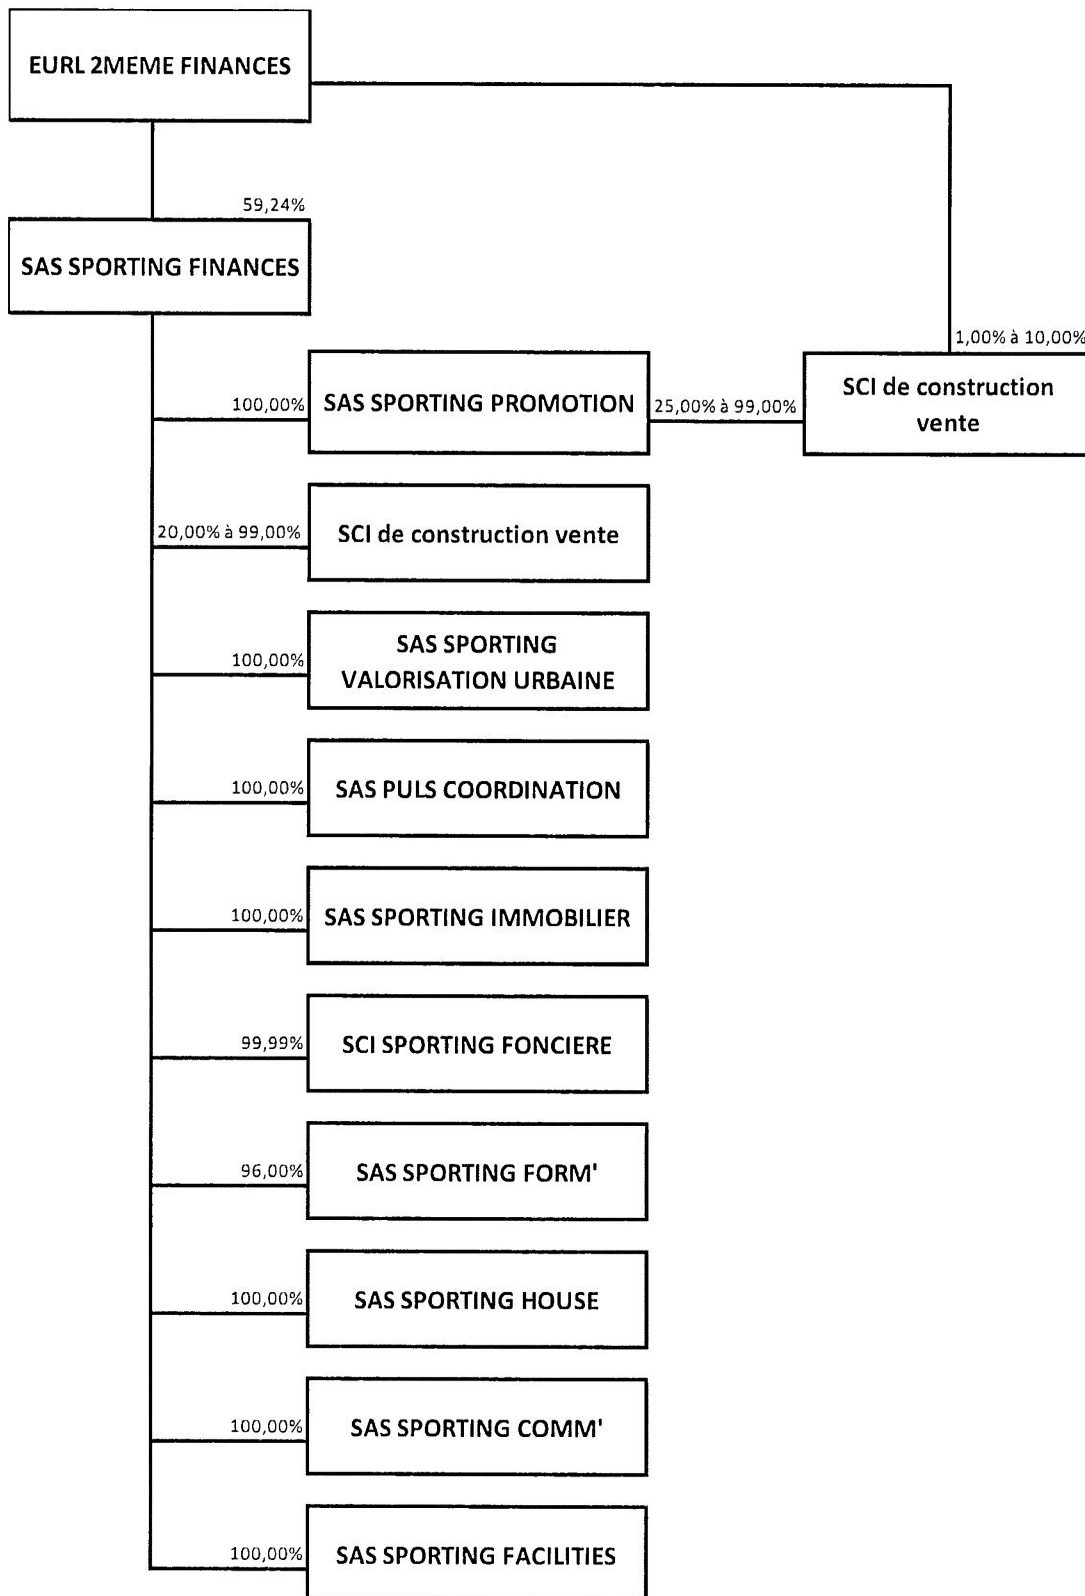 EURL 2MEME FINANCES
59,24%
SAS SPORTING FINANCES
1,00% à 10,00%
100,00%
SAS SPORTING PROMOTION
25,00% à 99,00%
SCI de construction
vente
20,00% à 99,00%
SCI de construction vente
100,00%
SAS SPORTING
VALORISATION URBAINE
100,00%
SAS PULS COORDINATION
100,00%
SAS SPORTING IMMOBILIER
99,99%
SCI SPORTING FONCIERE
96,00%
SAS SPORTING FORM'
100,00%
SAS SPORTING HOUSE
100,00%
SAS SPORTING COMM'
100,00%
SAS SPORTING FACILITIES